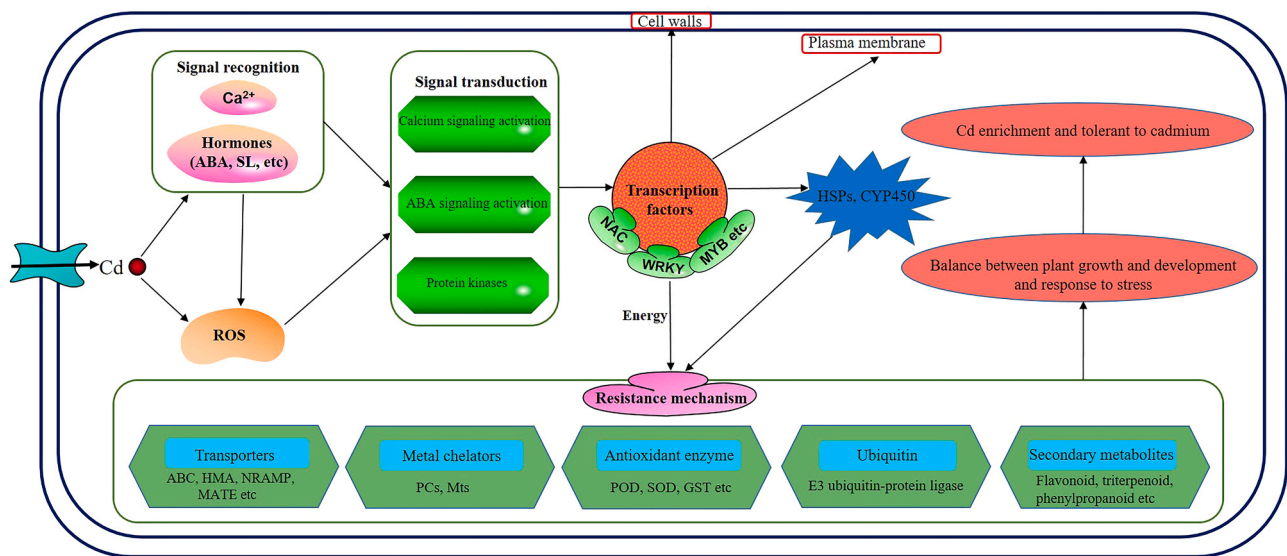 Cell walls
Plasma membrane
Signal recognition
Ca²⁺
Hormones
(ABA, SL, etc)
Signal transduction
Calcium signaling activation
ABA signaling activation
Protein kinases
Cd
ROS
Transcription
factors
NAC
WRKY
MYB etc
HSPs, CYP450
Cd enrichment and tolerant to cadmium
Balance between plant growth and development
and response to stress
Energy
Resistance mechanism
Transporters
ABC, HMA, NRAMP,
MATE etc
Metal chelators
PCs, Mts
Antioxidant enzyme
POD, SOD, GST etc
Ubiquitin
E3 ubiquitin-protein ligase
Secondary metabolites
Flavonoid, triterpenoid,
phenylpropanoid etc